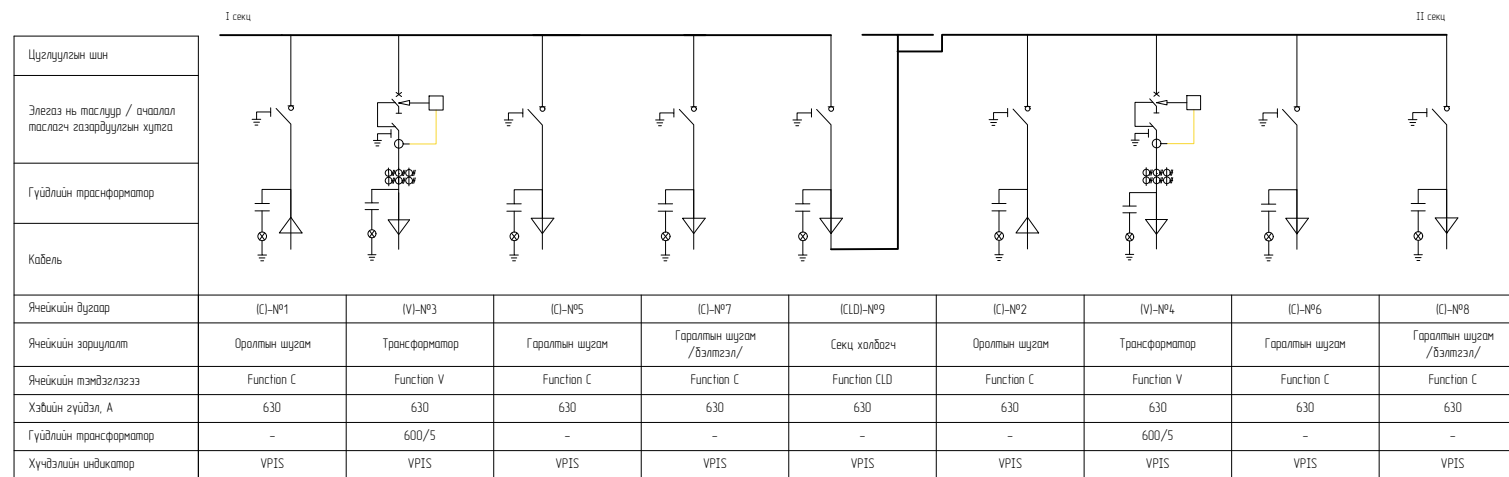 I секц
II секц
Цуглуулгын шин
Элегаз нь таслуур / ачаалал
таслагч газардуулгын хутга
Гүйдлийн траснформатор
Кабель
Ячейкийн дугаар
(C)-№1
(V)-№3
(C)-№5
(C)-№7
(CLD)-№9
(C)-№2
(V)-№4
(C)-№6
(C)-№8
Ячейкийн зориулалт
Оролтын шугам
Трансформатор
Гаралтын шугам
Гаралтын шугам
/бэлтгэл/
Секц холбогч
Оролтын шугам
Трансформатор
Гаралтын шугам
Гаралтын шугам
/бэлтгэл/
Ячейкийн тэмдэглэгээ
Function C
Function V
Function C
Function C
Function CLD
Function C
Function V
Function C
Function C
Хэвийн гүйдэл, А
630
630
630
630
630
630
630
630
630
Гүйдлийн трансформатор
-
600/5
-
-
-
-
600/5
-
-
Хүчдэлийн индикатор
VPIS
VPIS
VPIS
VPIS
VPIS
VPIS
VPIS
VPIS
VPIS